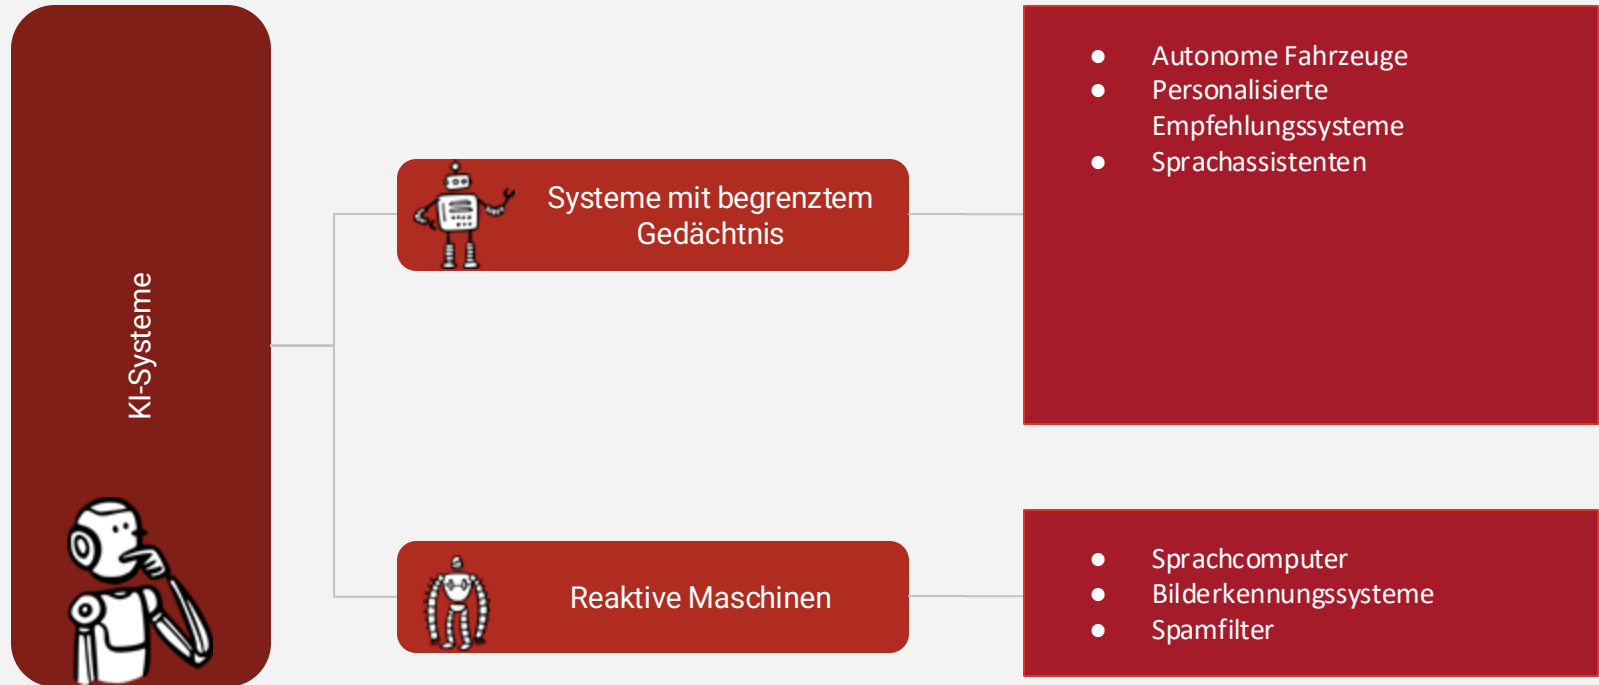 KI-Systeme
Systeme mit begrenztem
Gedächtnis
● Autonome Fahrzeuge
● Personalisierte
Empfehlungssysteme
● Sprachassistenten
Reaktive Maschinen
● Sprachcomputer
● Bilderkennungssysteme
● Spamfilter